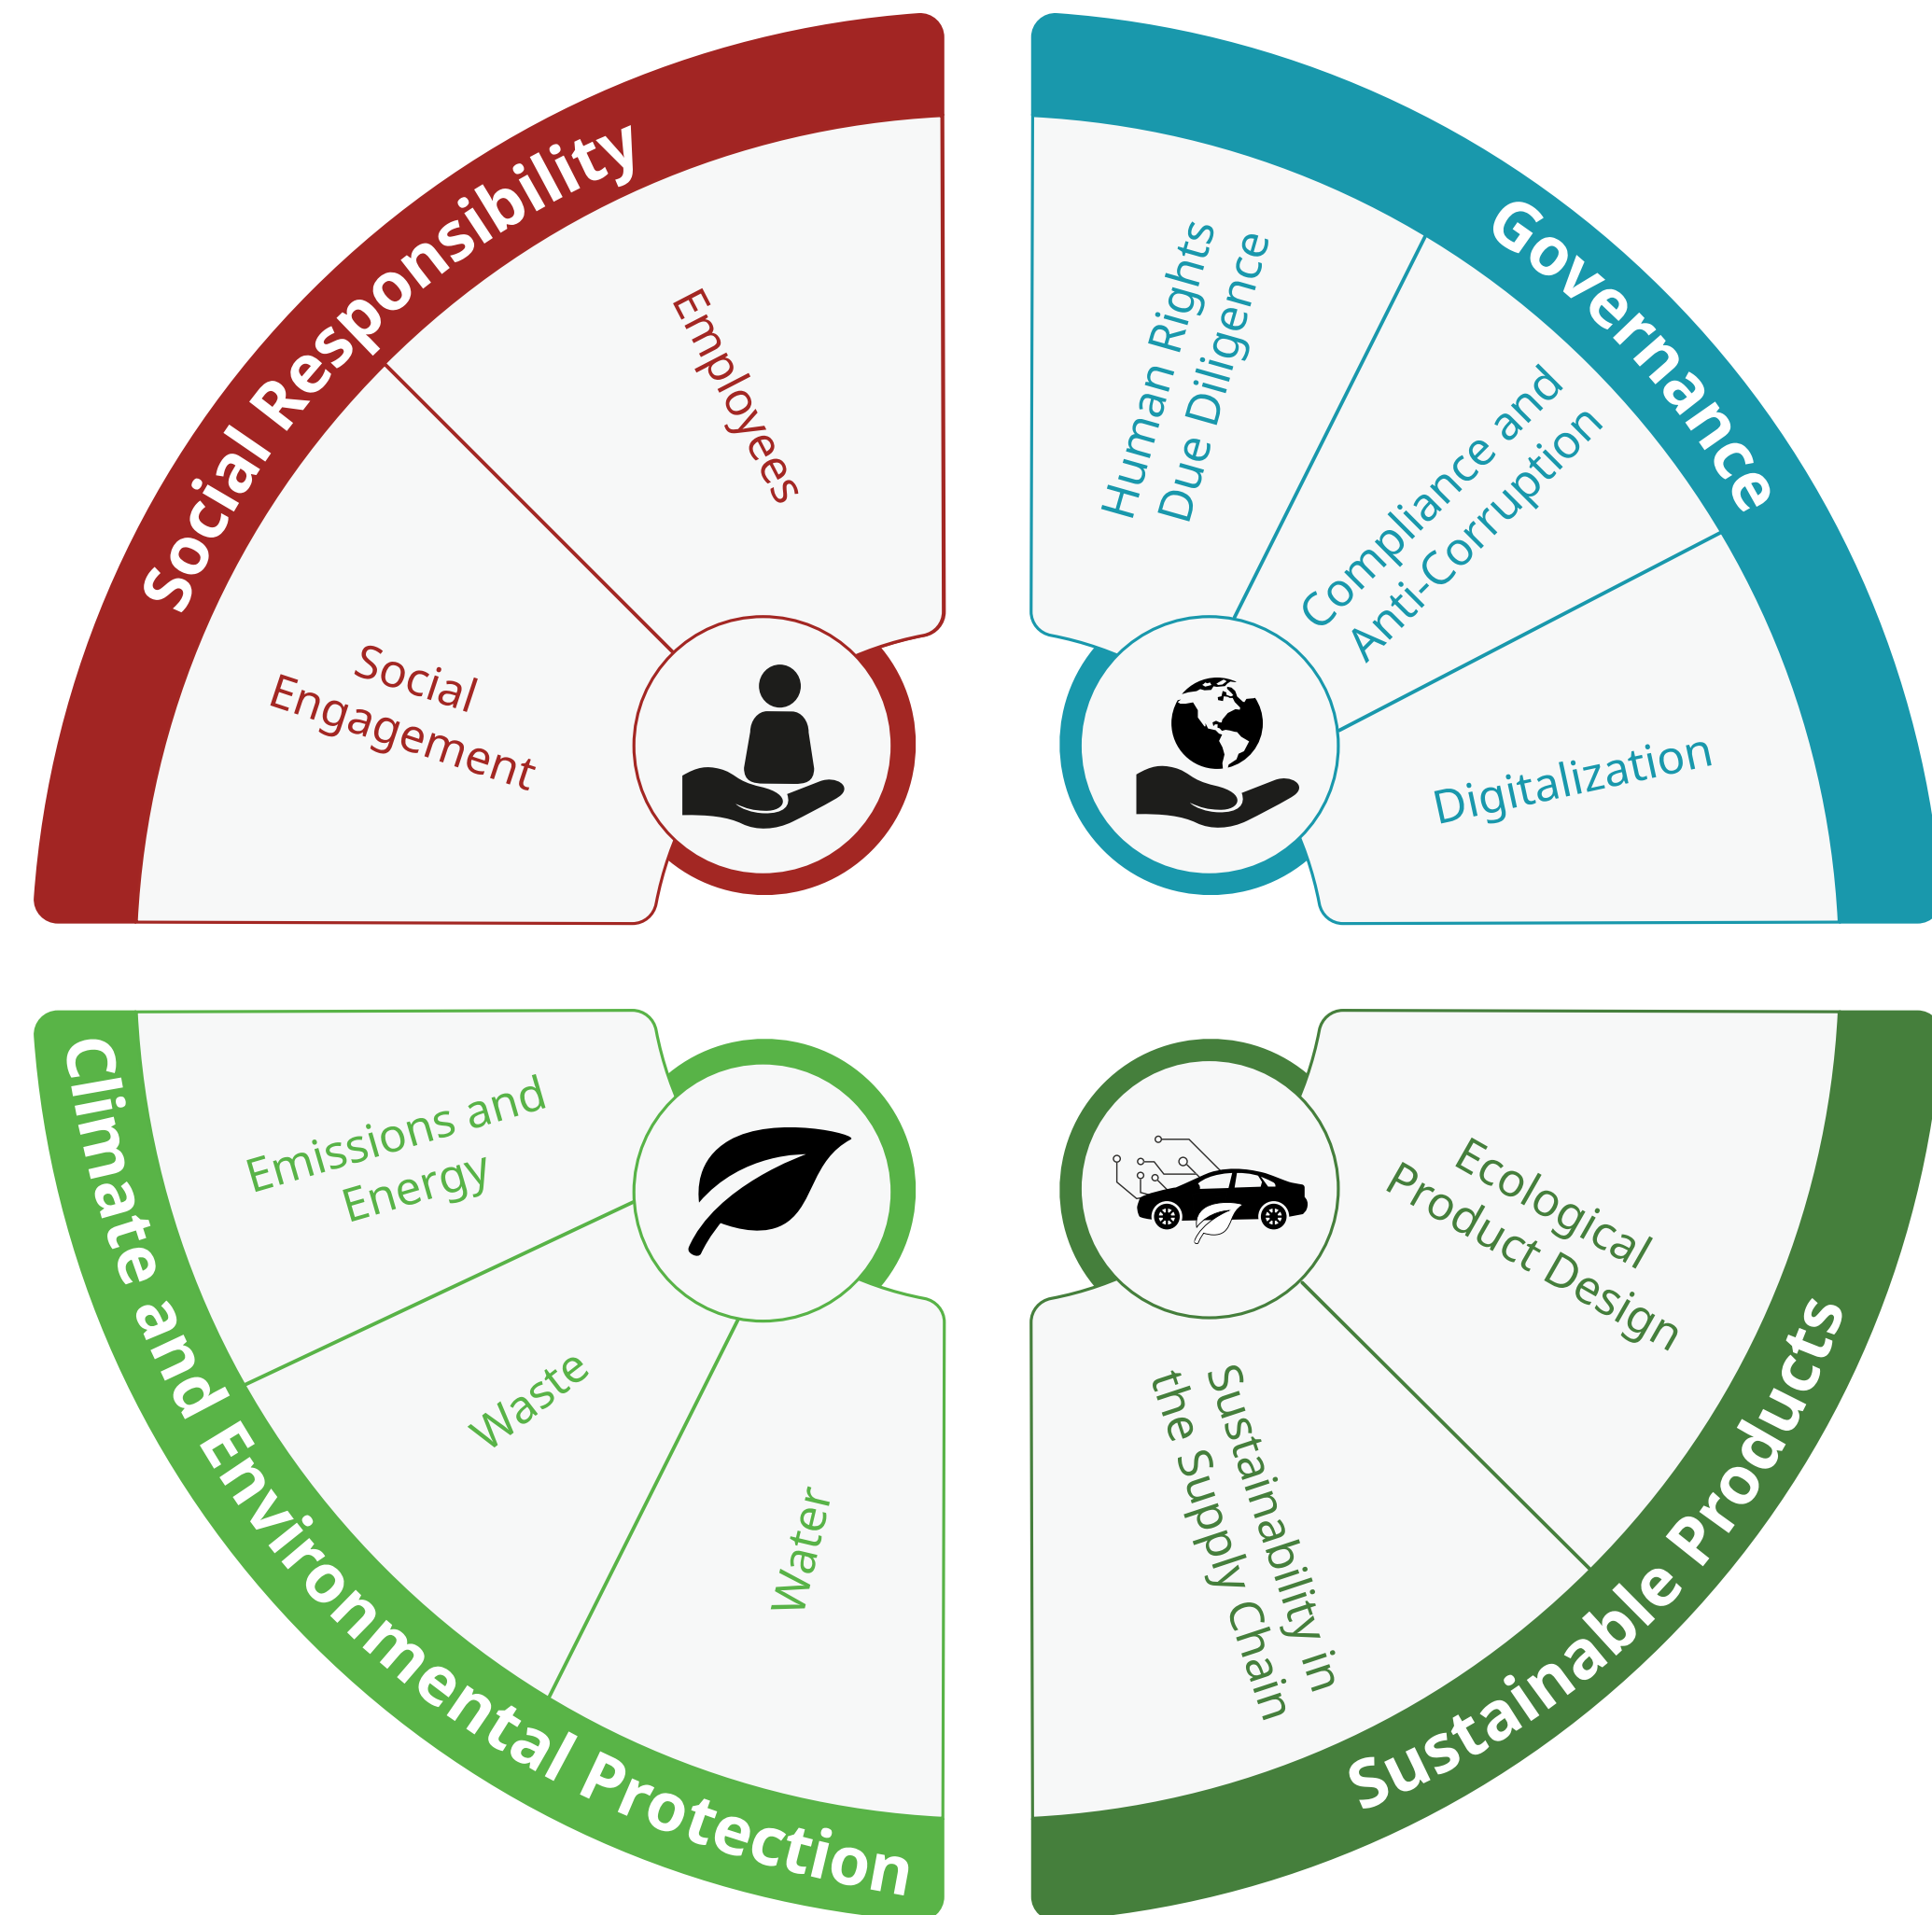 Social Responsibility
Employees
Social
Engagement
Governance
Human Rights
Due Diligence
Compliance and
Anti-Corruption
Digitalization
Climate and Environmental Protection
Emissions and
Energy
Waste
Water
Sustainable Products
Ecological
Product Design
Sustainability in
the Supply Chain